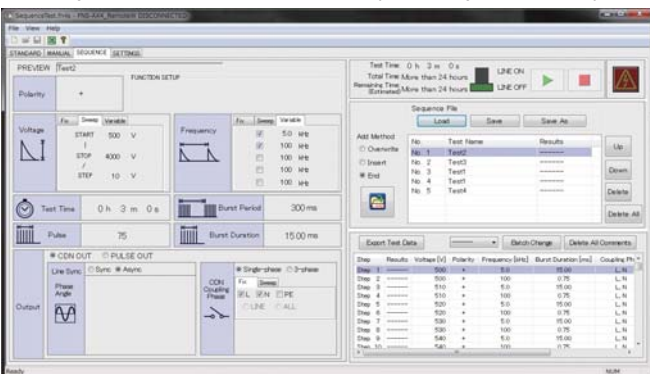 SequenceTest.fnss - FNS-AX4_Remote(® DISCONNECTED)
File View Help
STANDARD MANUAL SEQUENCE SETTINGS
PREVIEW Test2
FUNCTION SETUP
Polarity +
Voltage
Fix Sweep Variable
START 500 V
|
STOP 4000 V
/
STEP 10 V
Frequency
Fix Sweep Variable
5.0 kHz
100 kHz
100 kHz
100 kHz
100 kHz
Test Time 0 h 3 m 0 s
Burst Period 300 ms
Pulse 75
Burst Duration 15.00 ms
CDN OUT PULSE OUT
Output
Line Sync Sync Async
Phase Angle
CDN Coupling Phase
Single-phase 3-phase
Fix Sweep
L N PE
LINE ALL
Test Time 0 h 3 m 0 s
Total Time More than 24 hours
Remaining Time (Estimated) More than 24 hours
LINE ON
LINE OFF
Sequence File
Load Save Save As
Add Method
Overwrite
Insert
End
No. Test Name Results
No. 1 Test2 -------
No. 2 Test3 -------
No. 3 Test1 -------
No. 4 Test1 -------
No. 5 Test4 -------
Up
Down
Delete
Delete All
Export Test Data ------- Batch Change Delete All Comments
Step Results Voltage [V] Polarity Frequency [kHz] Burst Duration [ms] Coupling Ph
Step 1 ------- 500 + 5.0 15.00 L, N
Step 2 ------- 500 + 100 0.75 L, N
Step 3 ------- 510 + 5.0 15.00 L, N
Step 4 ------- 510 + 100 0.75 L, N
Step 5 ------- 520 + 5.0 15.00 L, N
Step 6 ------- 520 + 100 0.75 L, N
Step 7 ------- 530 + 5.0 15.00 L, N
Step 8 ------- 530 + 100 0.75 L, N
Step 9 ------- 540 + 5.0 15.00 L, N
Step 10 ------- 540 + 100 0.75 L, N
Ready
NUM